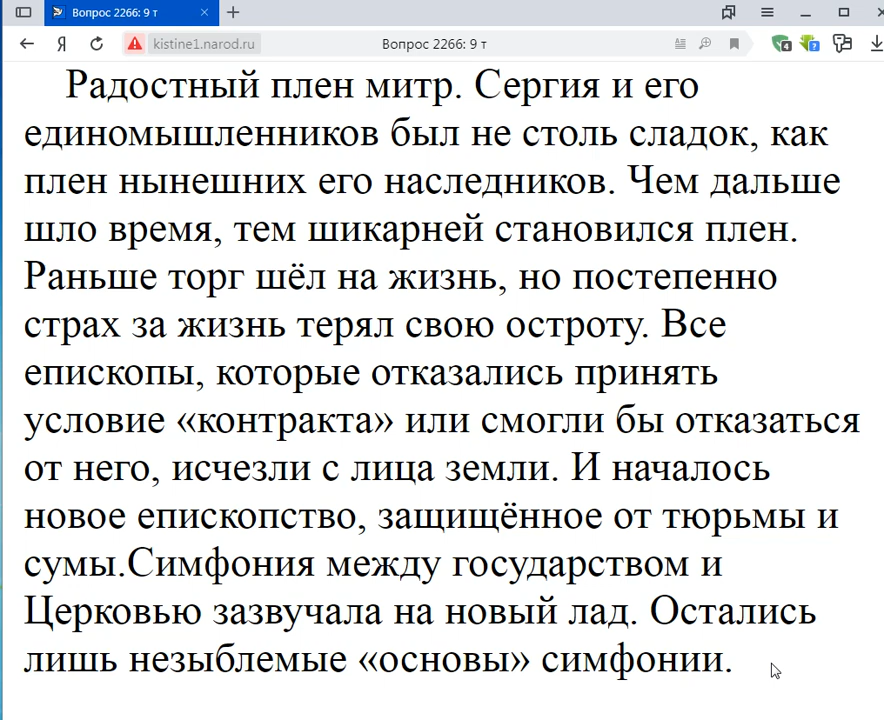 Вопрос 2266: 9 т
kistine1.narod.ru
Вопрос 2266: 9 т
Радостный плен митр. Сергия и его
единомышленников был не столь сладок, как
плен нынешних его наследников. Чем дальше
шло время, тем шикарней становился плен.
Раньше торг шёл на жизнь, но постепенно
страх за жизнь терял свою остроту. Все
епископы, которые отказались принять
условие «контракта» или смогли бы отказаться
от него, исчезли с лица земли. И началось
новое епископство, защищённое от тюрьмы и
сумы.Симфония между государством и
Церковью зазвучала на новый лад. Остались
лишь незыблемые «основы» симфонии.